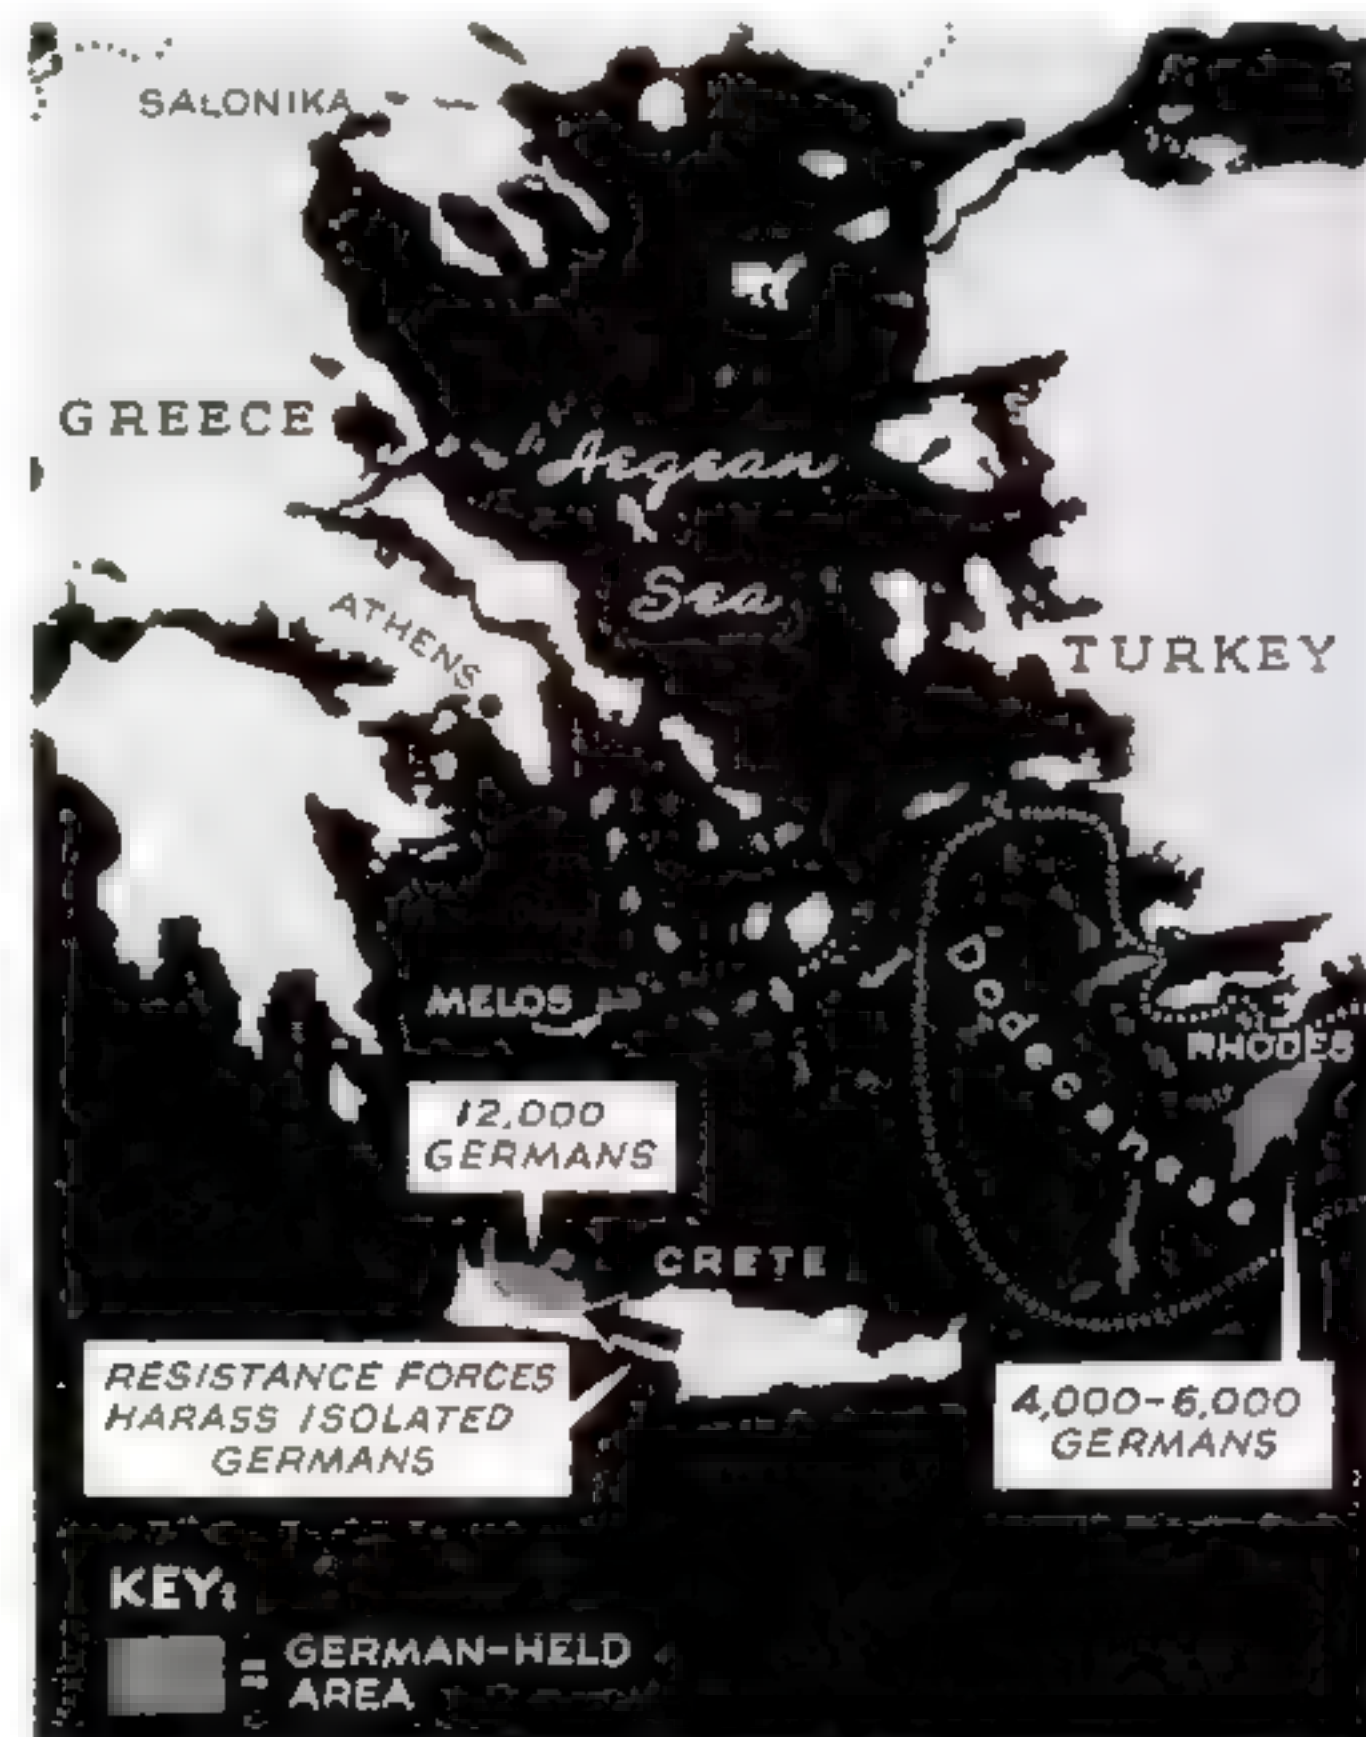 SALONIKA
GREECE
Aegean
Sea
ATHENS
TURKEY
MELOS
Dodecanese
RHODES
12,000
GERMANS
CRETE
RESISTANCE FORCES
HARASS ISOLATED
GERMANS
4,000-6,000
GERMANS
KEY:
= GERMAN-HELD
AREA